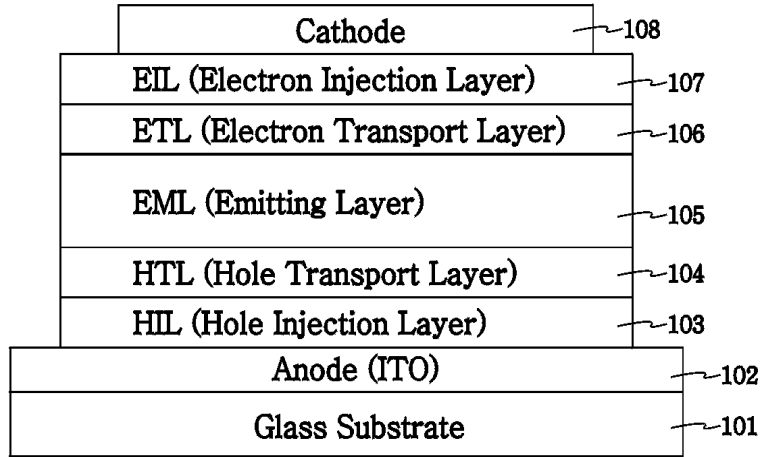 Cathode 108
EIL (Electron Injection Layer) 107
ETL (Electron Transport Layer) 106
EML (Emitting Layer) 105
HTL (Hole Transport Layer) 104
HIL (Hole Injection Layer) 103
Anode (ITO) 102
Glass Substrate 101